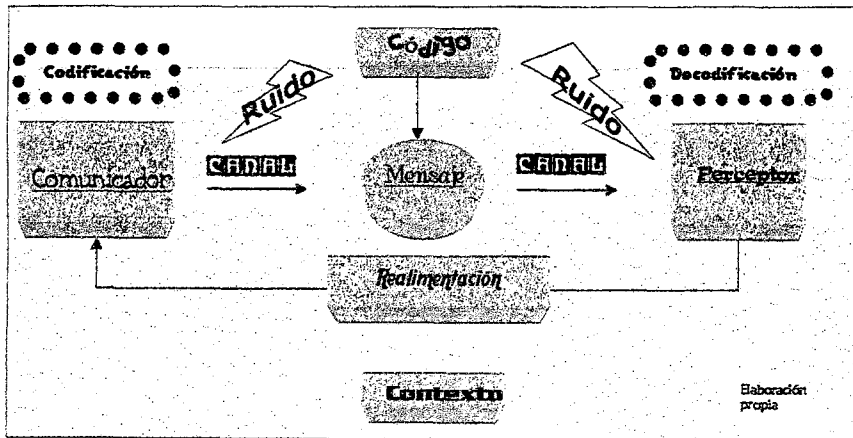 Código
Codificación
Decodificación
Ruido
Ruido
CANAL
CANAL
Comunicador
Mensaje
Perceptor
Realimentación
Contexto
Elaboración
propia